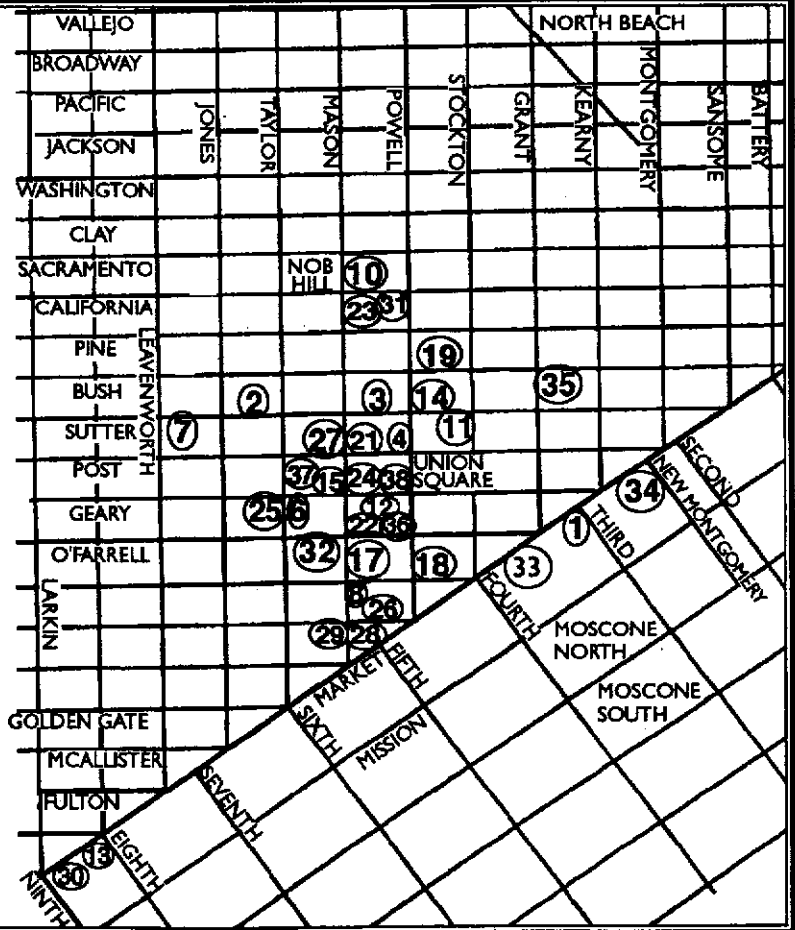 VALLEJO
NORTH BEACH
BROADWAY
PACIFIC
JONES
TAYLOR
MASON
POWELL
STOCKTON
GRANT
KEARNY
MONTGOMERY
SANSOME
BATTERY
JACKSON
WASHINGTON
CLAY
SACRAMENTO
NOB
HILL
10
CALIFORNIA
23
31
PINE
LEAVENWORTH
19
BUSH
2
3
14
35
SUTTER
7
27
21
4
11
POST
37
15
24
38
UNION
SQUARE
34
SECOND
NEW MONTGOMERY
GEARY
25
6
12
22
36
1
THIRD
O'FARRELL
32
17
18
33
FOURTH
LARKIN
8
26
29
28
MOSCONE
NORTH
MARKET
FIFTH
MOSCONE
SOUTH
GOLDEN GATE
SIXTH
MISSION
MCALLISTER
SEVENTH
FULTON
13
EIGHTH
30
NINTH